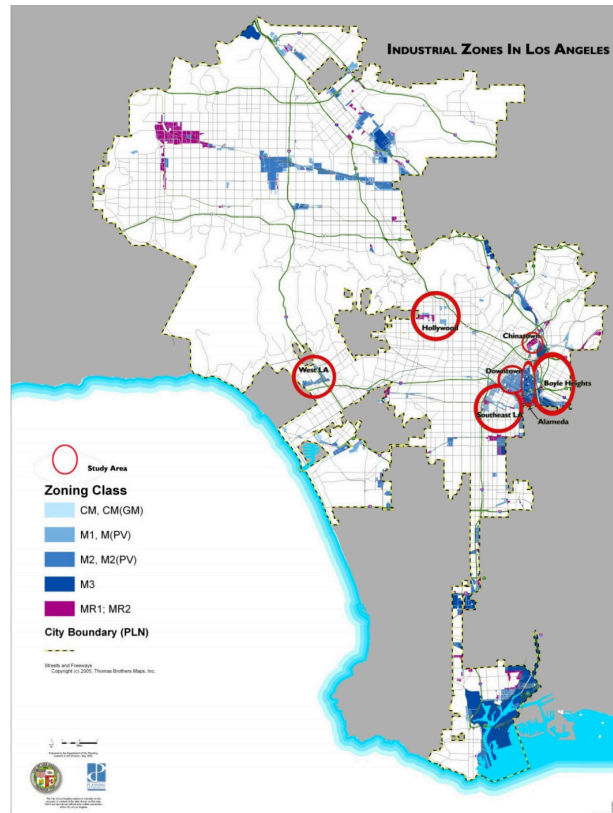 INDUSTRIAL ZONES IN LOS ANGELES
Hollywood
Chinatown
West LA
Downtown
Boyle Heights
Southeast LA
Alameda
Study Area
Zoning Class
CM, CM(GM)
M1, M(PV)
M2, M2(PV)
M3
MR1; MR2
City Boundary (PLN)
Streets and Freeways
Copyright (c) 2005, Thomas Brothers Maps, Inc.